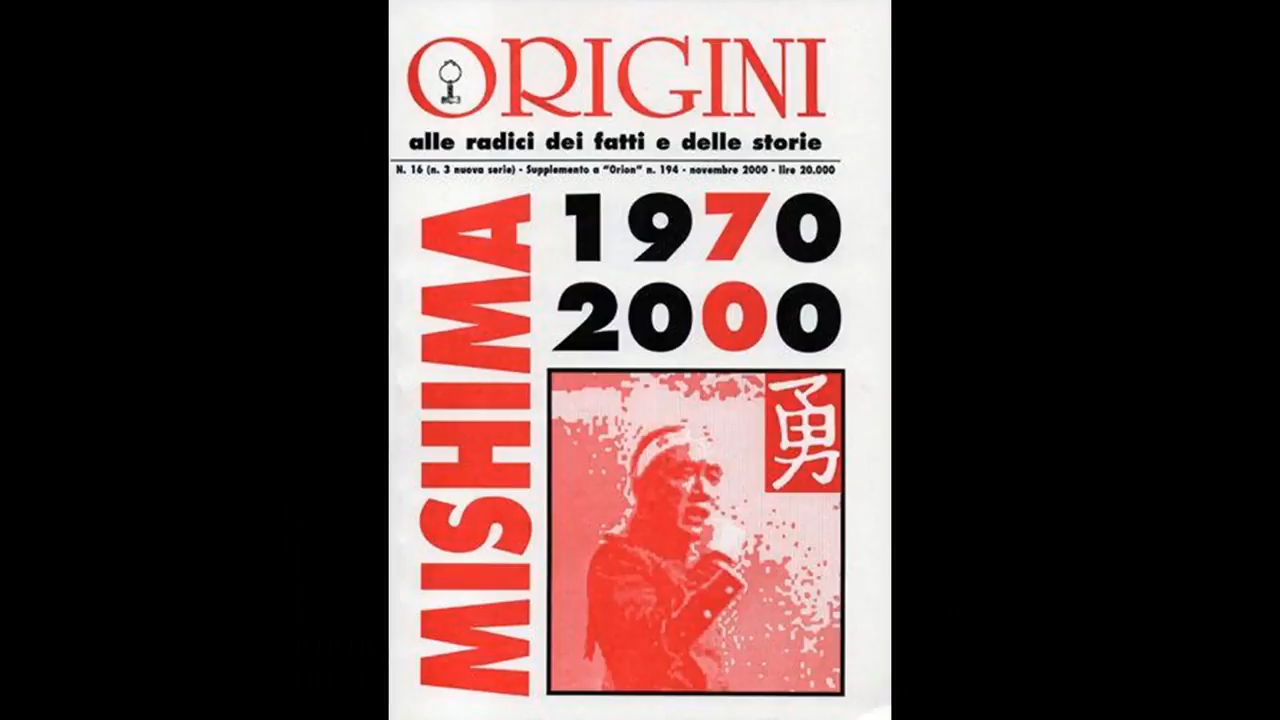 ORIGINI
alle radici dei fatti e delle storie
N. 16 (n. 3 nuova serie) - Supplemento a “Orion” n. 194 - novembre 2000 - lire 20.000
MISHIMA
1970
2000
勇